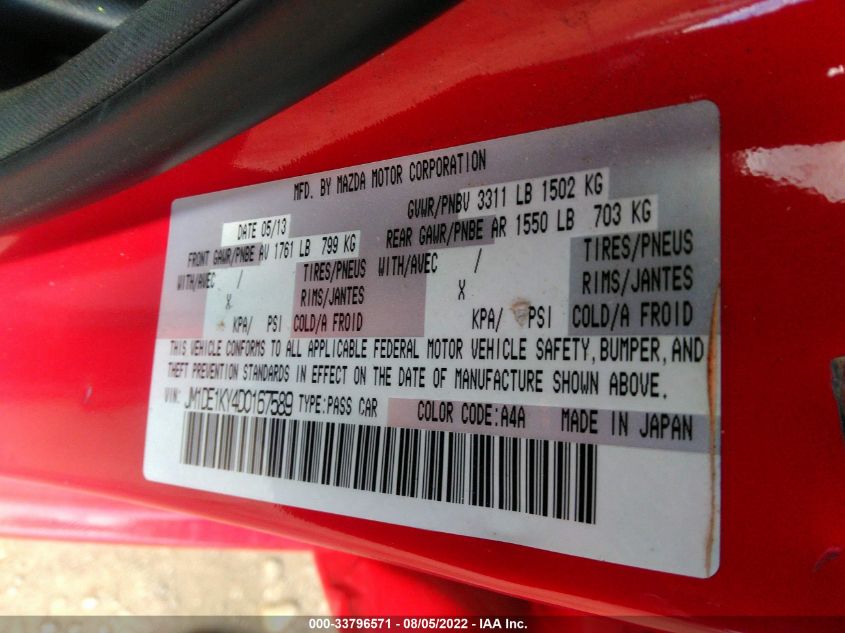 MFD. BY MAZDA MOTOR CORPORATION
DATE 05/13 GVWR/PNBV 3311 LB 1502 KG
FRONT GAWR/PNBE AV 1761 LB 799 KG REAR GAWR/PNBE AR 1550 LB 703 KG
WITH/AVEC / TIRES/PNEUS WITH/AVEC / TIRES/PNEUS
X RIMS/JANTES X RIMS/JANTES
KPA/ PSI COLD/A FROID KPA/ PSI COLD/A FROID
THIS VEHICLE CONFORMS TO ALL APPLICABLE FEDERAL MOTOR VEHICLE SAFETY, BUMPER, AND
THEFT PREVENTION STANDARDS IN EFFECT ON THE DATE OF MANUFACTURE SHOWN ABOVE.
VIN: JM1DE1KY4D0167589 TYPE:PASS CAR COLOR CODE:A4A MADE IN JAPAN
000-33796571 - 08/05/2022 - IAA Inc.